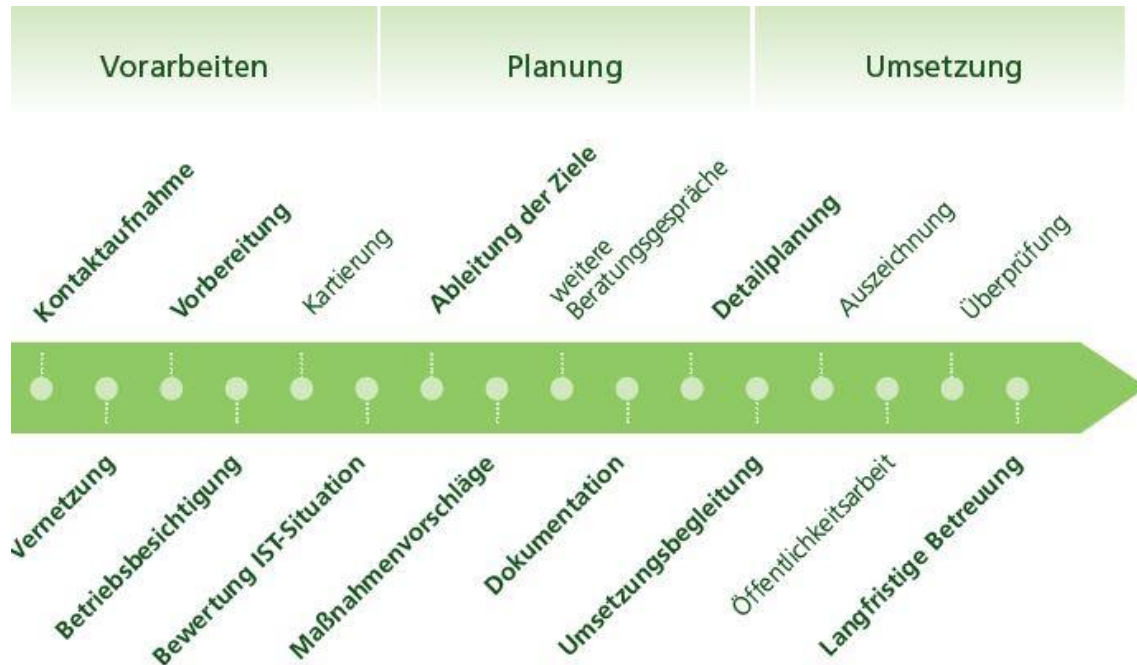 Vorarbeiten
Planung
Umsetzung
Kontaktaufnahme
Vorbereitung
Kartierung
Ableitung der Ziele
weitere
Beratungsgespräche
Detailplanung
Auszeichnung
Überprüfung
Vernetzung
Betriebsbesichtigung
Bewertung IST-Situation
Maßnahmenvorschläge
Dokumentation
Umsetzungsbegleitung
Öffentlichkeitsarbeit
Langfristige Betreuung